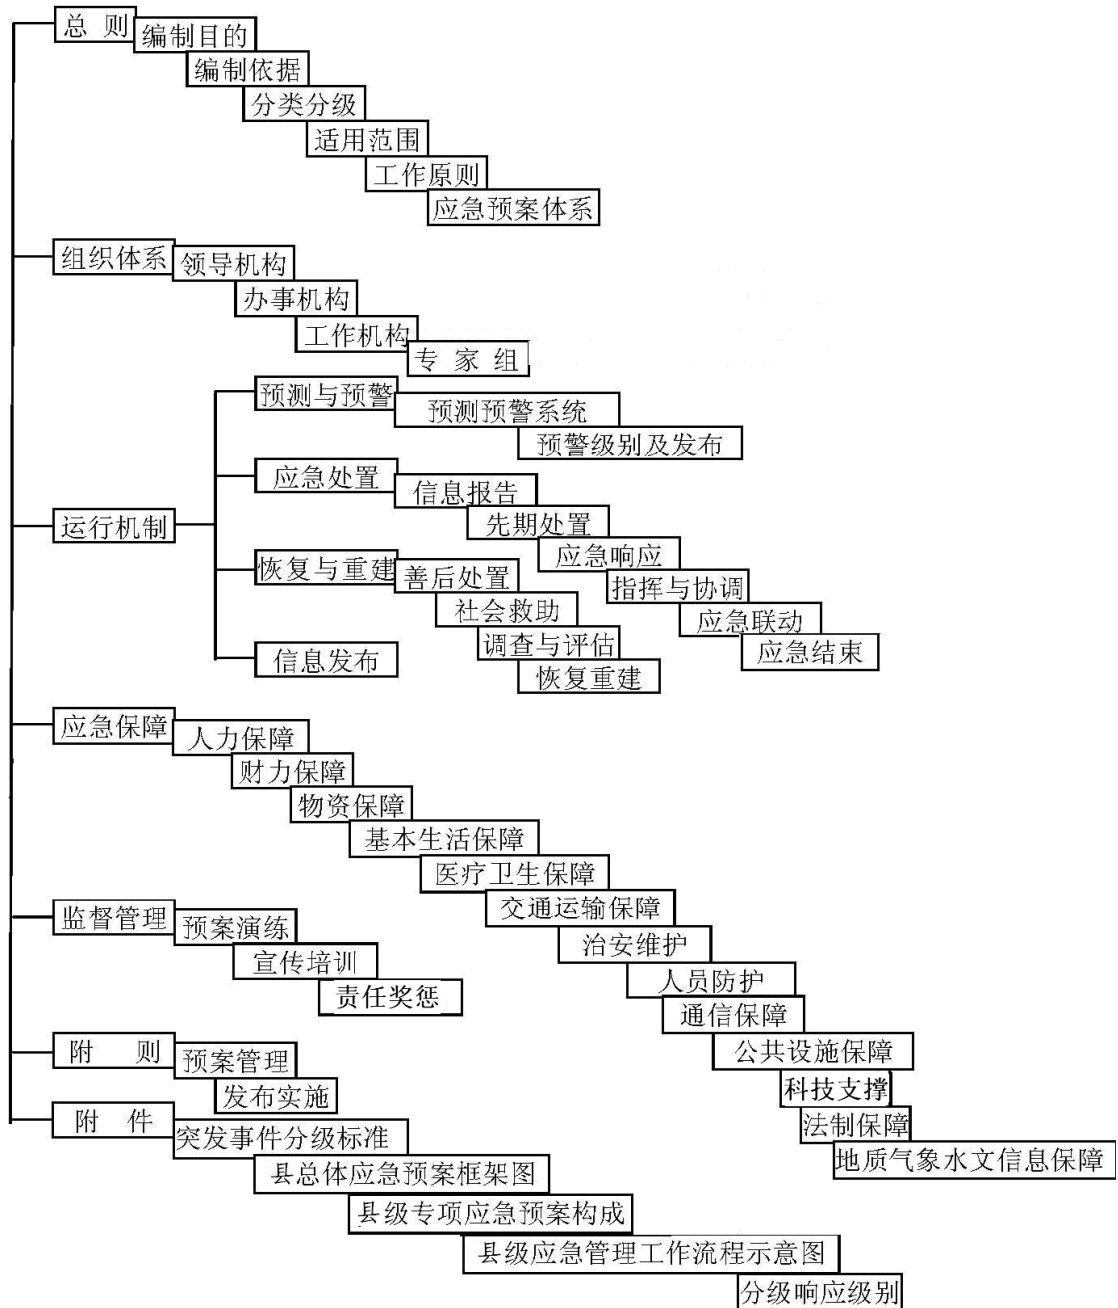 总 则
编制目的
编制依据
分类分级
适用范围
工作原则
应急预案体系
组织体系
领导机构
办事机构
工作机构
专 家 组
运行机制
预测与预警
预测预警系统
预警级别及发布
应急处置
信息报告
先期处置
应急响应
指挥与协调
应急联动
应急结束
恢复与重建
善后处置
社会救助
调查与评估
恢复重建
信息发布
应急保障
人力保障
财力保障
物资保障
基本生活保障
医疗卫生保障
交通运输保障
治安维护
人员防护
通信保障
公共设施保障
科技支撑
法制保障
地质气象水文信息保障
监督管理
预案演练
宣传培训
责任奖惩
附 则
预案管理
发布实施
附 件
突发事件分级标准
县总体应急预案框架图
县级专项应急预案构成
县级应急管理工作流程示意图
分级响应级别